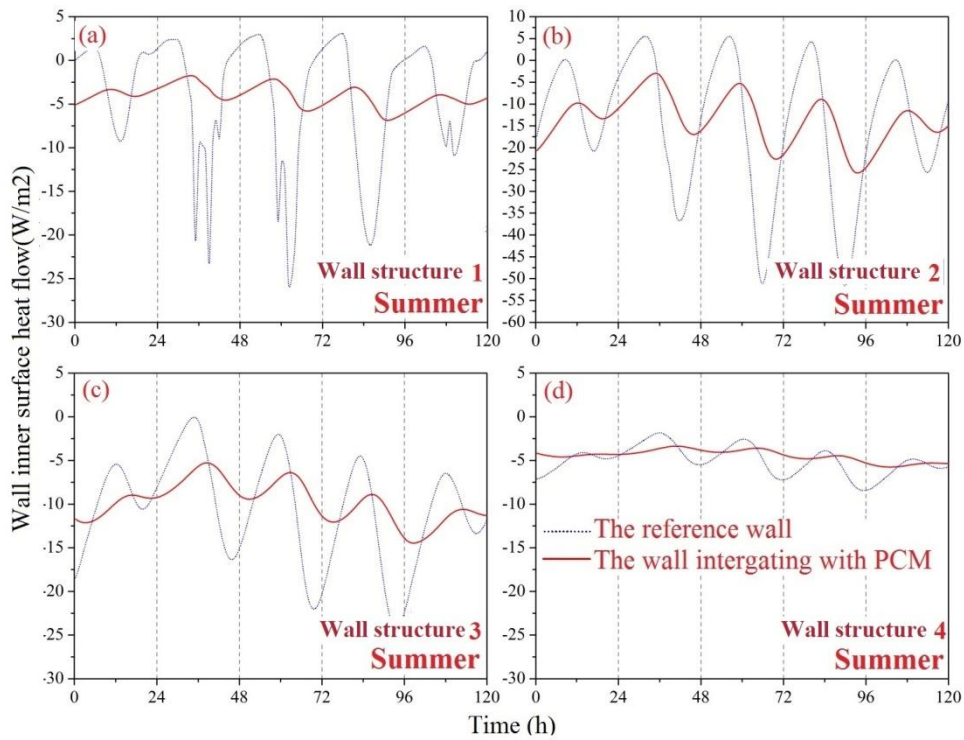 Wall inner surface heat flow(W/m2)
(a)
5
0
-5
-10
-15
-20
-25
-30
0 24 48 72 96 120
Wall structure 1
Summer
(b)
10
5
0
-5
-10
-15
-20
-25
-30
-35
-40
-45
-50
-55
-60
0 24 48 72 96 120
Wall structure 2
Summer
(c)
5
0
-5
-10
-15
-20
-25
-30
0 24 48 72 96 120
Wall structure 3
Summer
(d)
5
0
-5
-10
-15
-20
-25
-30
0 24 48 72 96 120
The reference wall
The wall intergating with PCM
Wall structure 4
Summer
Time (h)